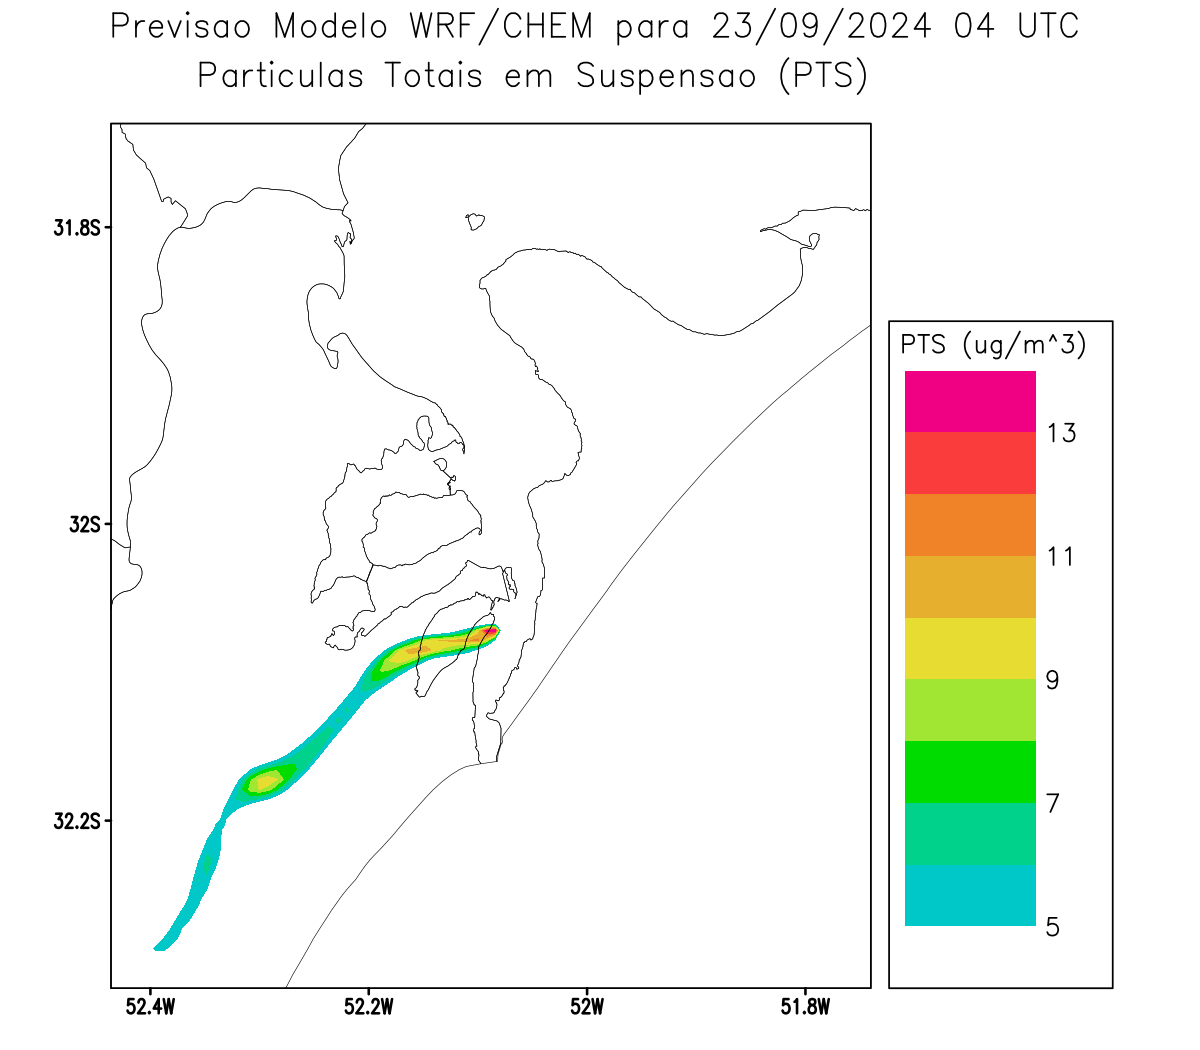 Previsao Modelo WRF/CHEM para 23/09/2024 04 UTC
Particulas Totais em Suspensao (PTS)
31.8S
32S
32.2S
52.4W
52.2W
52W
51.8W
PTS (ug/m^3)
13
11
9
7
5